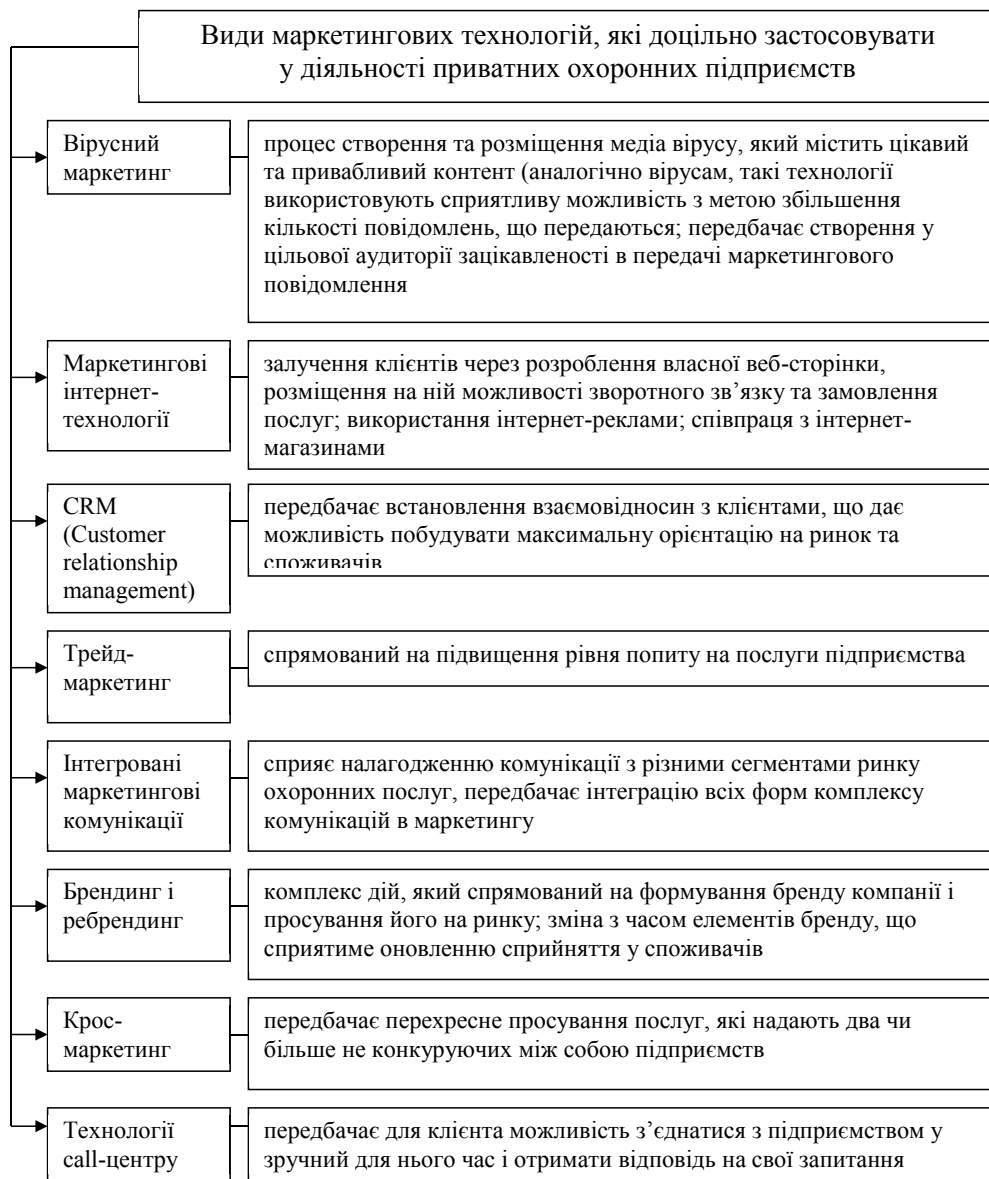 Види маркетингових технологій, які доцільно застосовувати
у діяльності приватних охоронних підприємств
Вірусний
маркетинг
процес створення та розміщення медіа вірусу, який містить цікавий
та привабливий контент (аналогічно вірусам, такі технології
використовують сприятливу можливість з метою збільшення
кількості повідомлень, що передаються; передбачає створення у
цільової аудиторії зацікавленості в передачі маркетингового
повідомлення
Маркетингові
інтернет-
технології
залучення клієнтів через розроблення власної веб-сторінки,
розміщення на ній можливості зворотного зв’язку та замовлення
послуг; використання інтернет-реклами; співпраця з інтернет-
магазинами
CRM
(Customer
relationship
management)
передбачає встановлення взаємовідносин з клієнтами, що дає
можливість побудувати максимальну орієнтацію на ринок та
споживачів
Трейд-
маркетинг
спрямований на підвищення рівня попиту на послуги підприємства
Інтегровані
маркетингові
комунікації
сприяє налагодженню комунікації з різними сегментами ринку
охоронних послуг, передбачає інтеграцію всіх форм комплексу
комунікацій в маркетингу
Брендинг і
ребрендинг
комплекс дій, який спрямований на формування бренду компанії і
просування його на ринку; зміна з часом елементів бренду, що
сприятиме оновленню сприйняття у споживачів
Крос-
маркетинг
передбачає перехресне просування послуг, які надають два чи
більше не конкуруючих між собою підприємств
Технології
call-центру
передбачає для клієнта можливість з’єднатися з підприємством у
зручний для нього час і отримати відповідь на свої запитання